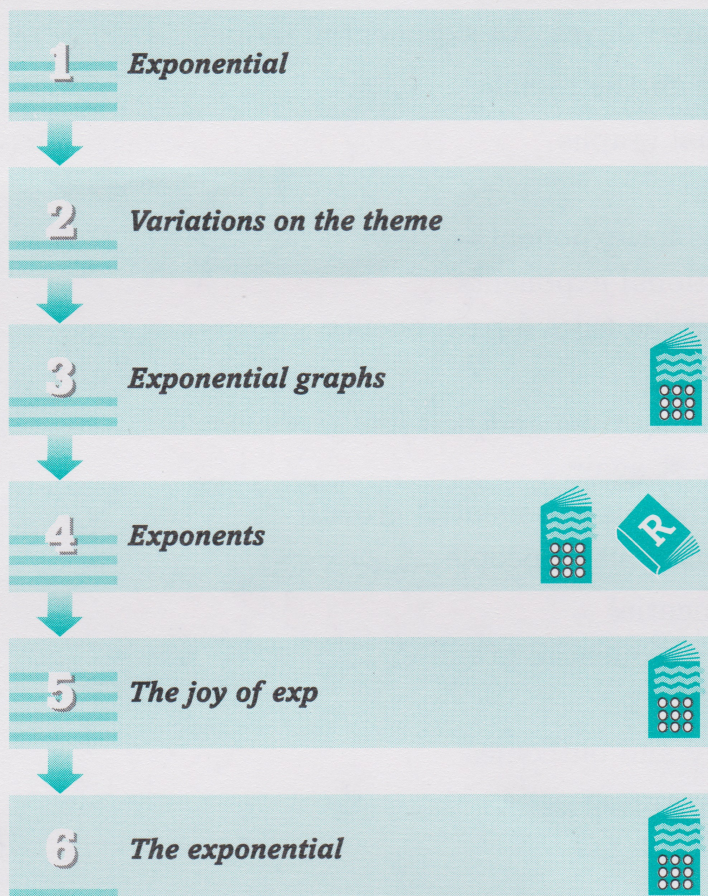 1 Exponential
2 Variations on the theme
3 Exponential graphs
4 Exponents
R
5 The joy of exp
6 The exponential